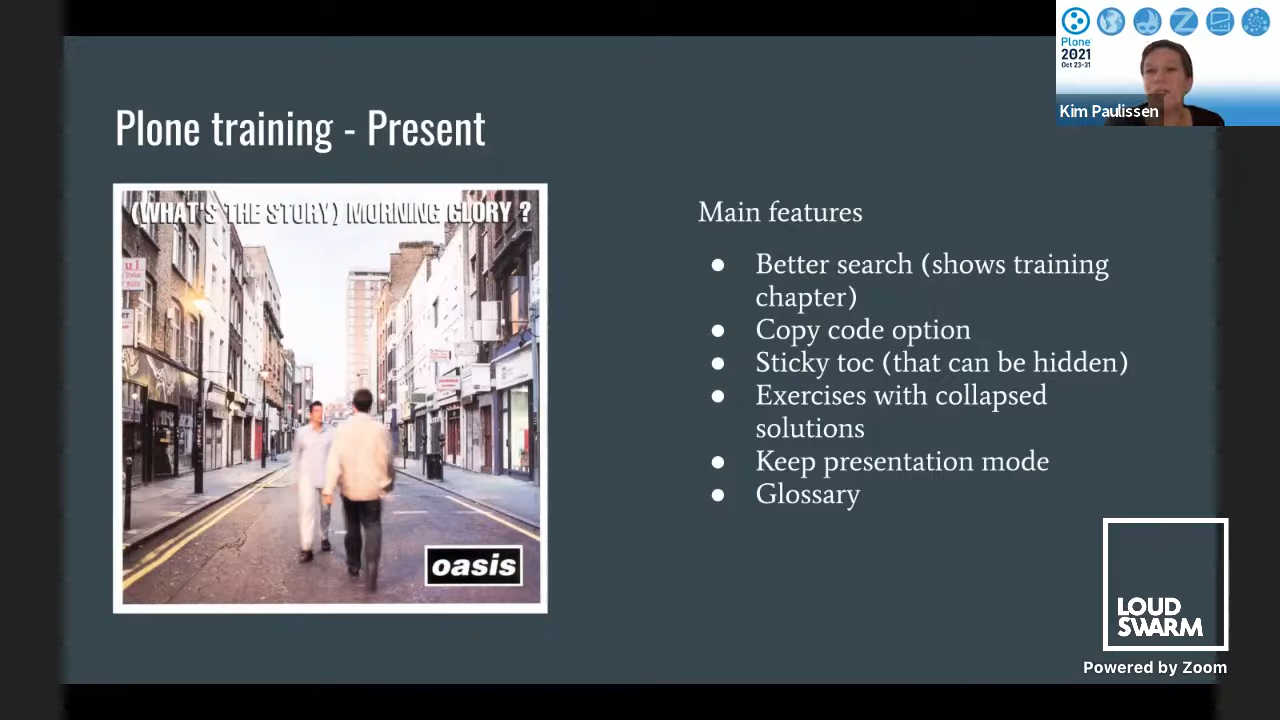 Plone
2021
Oct 23-31
Kim Paulissen
Plone training - Present
(WHAT'S THE STORY) MORNING GLORY ?
oasis
Main features
● Better search (shows training
chapter)
● Copy code option
● Sticky toc (that can be hidden)
● Exercises with collapsed
solutions
● Keep presentation mode
● Glossary
LOUD
SWARM
Powered by Zoom